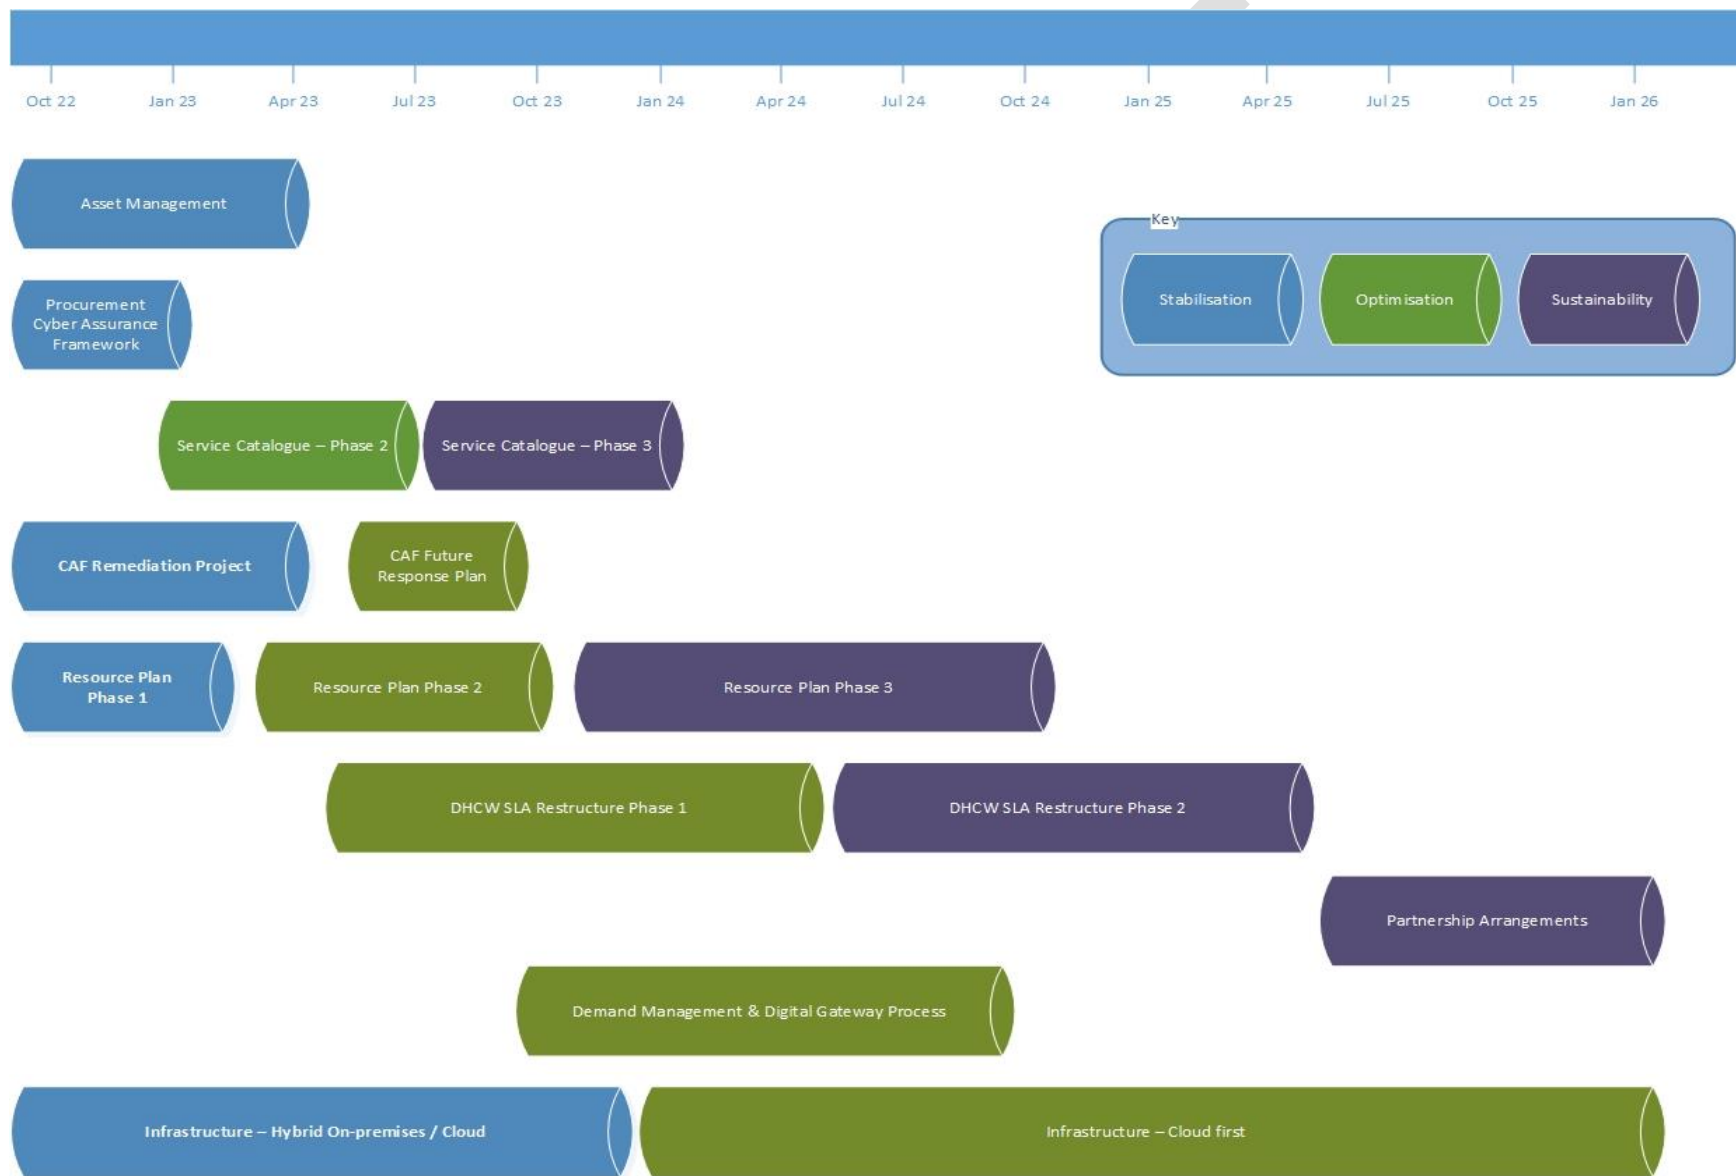 Oct 22 Jan 23 Apr 23 Jul 23 Oct 23 Jan 24 Apr 24 Jul 24 Oct 24 Jan 25 Apr 25 Jul 25 Oct 25 Jan 26
Asset Management
Key
Stabilisation Optimisation Sustainability
Procurement
Cyber Assurance
Framework
Service Catalogue – Phase 2 Service Catalogue – Phase 3
CAF Remediation Project
CAF Future
Response Plan
Resource Plan
Phase 1
Resource Plan Phase 2
Resource Plan Phase 3
DHCW SLA Restructure Phase 1 DHCW SLA Restructure Phase 2
Partnership Arrangements
Demand Management & Digital Gateway Process
Infrastructure – Hybrid On-premises / Cloud Infrastructure – Cloud first